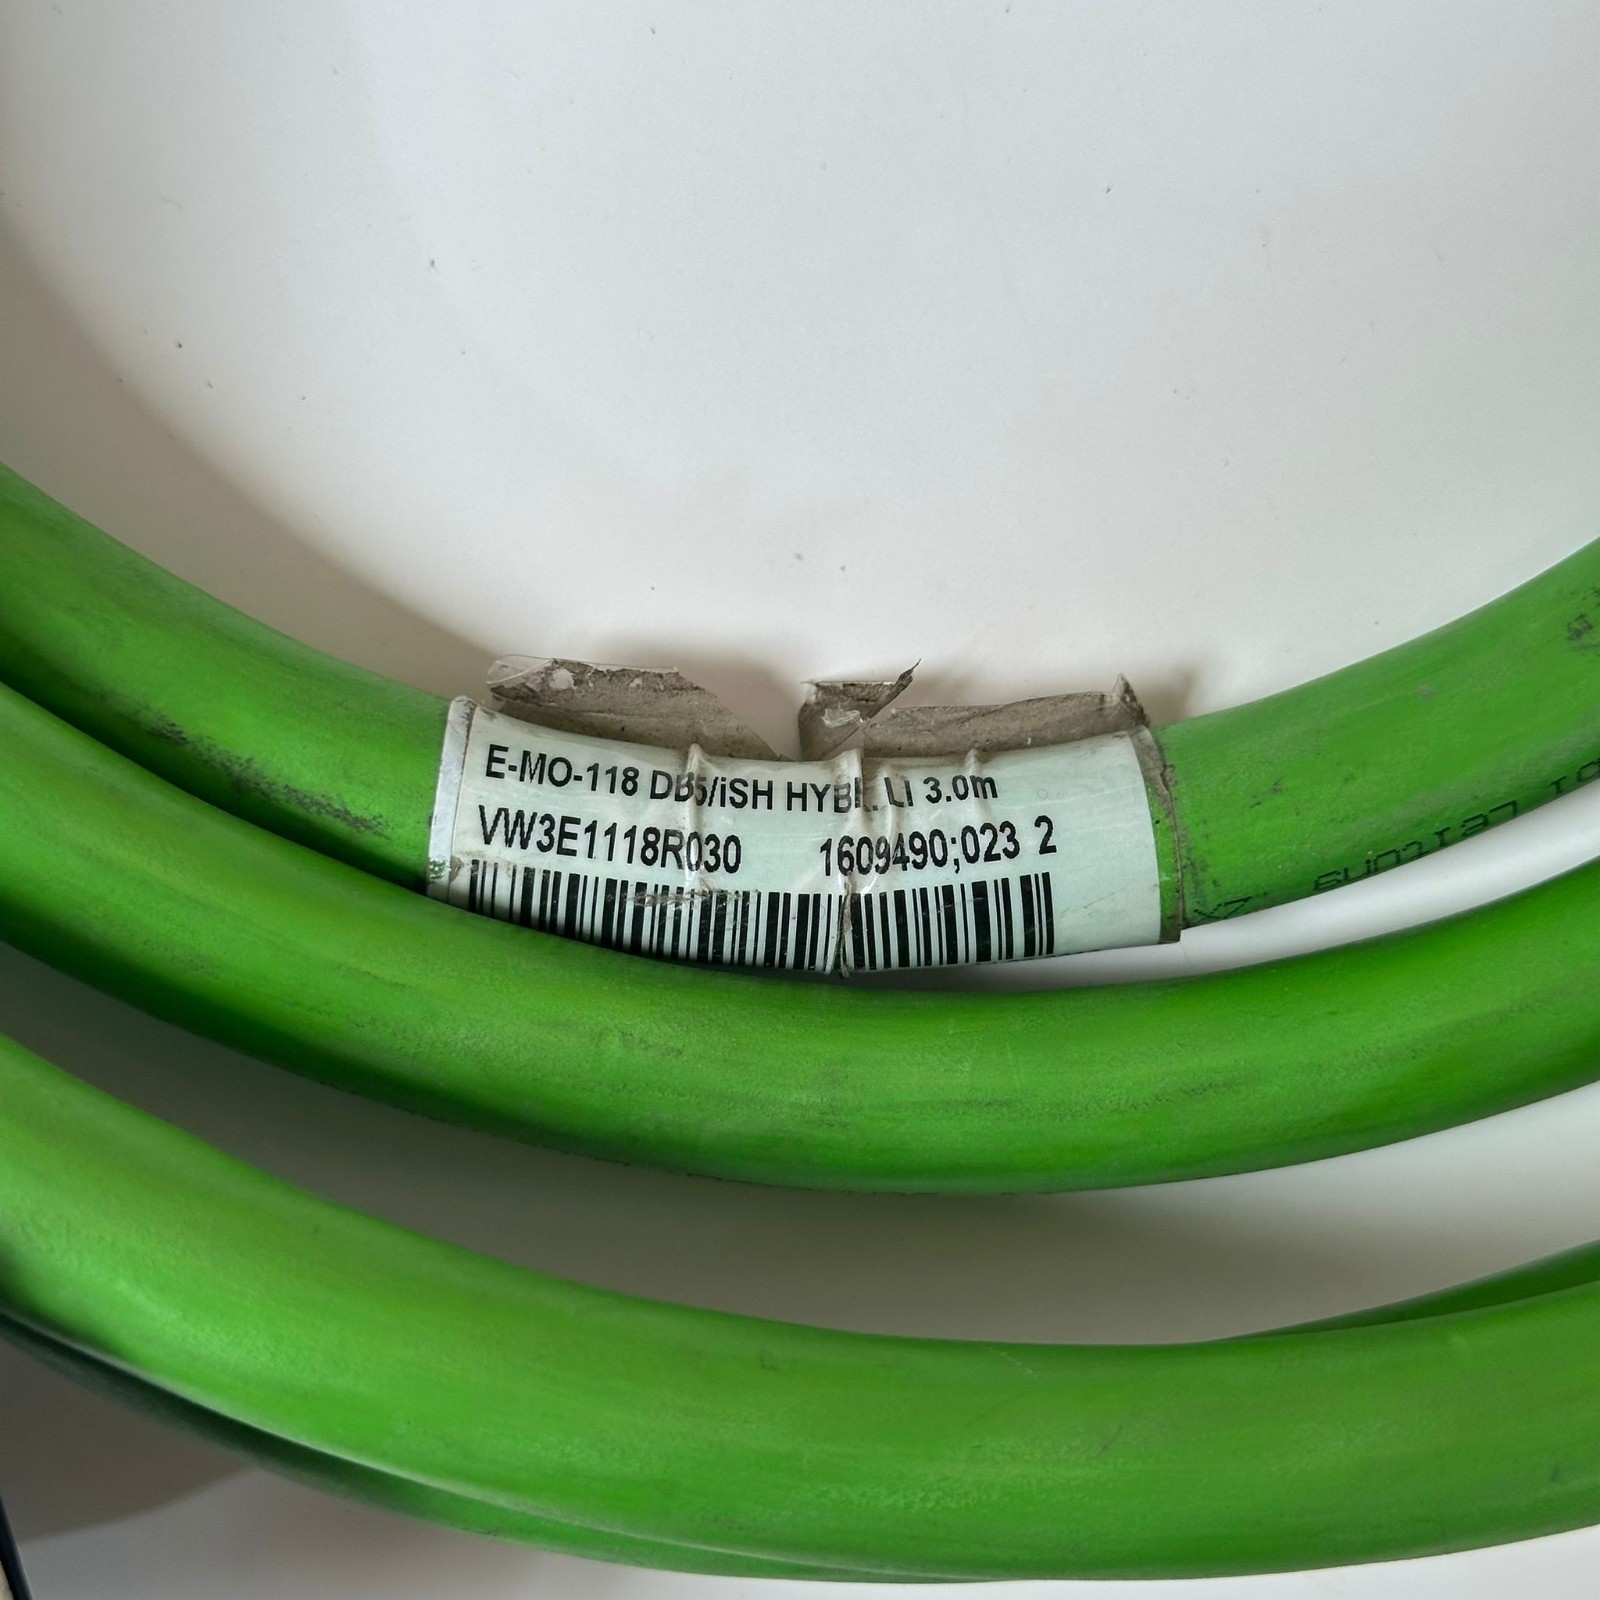 E-MO-118 DB5/iSH HYBR. LI 3.0m
VW3E1118R030 1609490;023 2